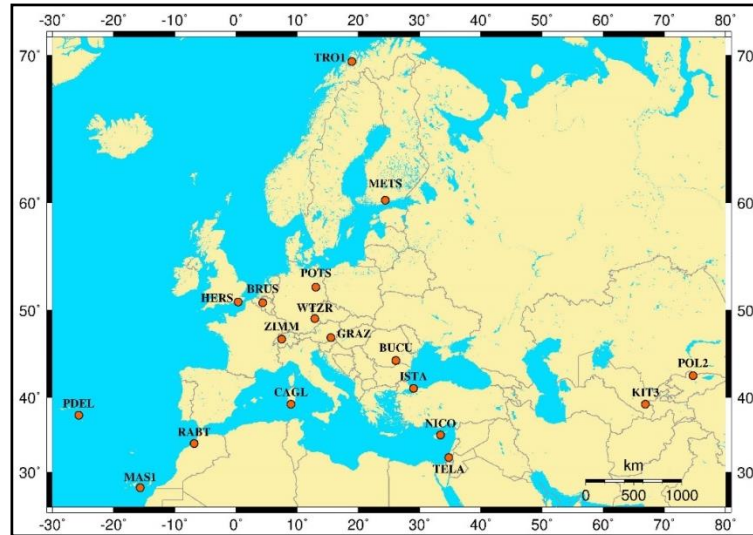 -30˚ -20˚ -10˚ 0˚ 10˚ 20˚ 30˚ 40˚ 50˚ 60˚ 70˚ 80˚
70˚ TRO1 70˚
METS
60˚ 60˚
POTS
HERS BRUS
50˚ WTZR 50˚
ZIMM GRAZ
BUCU
ISTA POL2
40˚ PDEL CAGL KIT3 40˚
RABT NICO
TELA
30˚ MAS1 km 30˚
0 500 1000
-30˚ -20˚ -10˚ 0˚ 10˚ 20˚ 30˚ 40˚ 50˚ 60˚ 70˚ 80˚